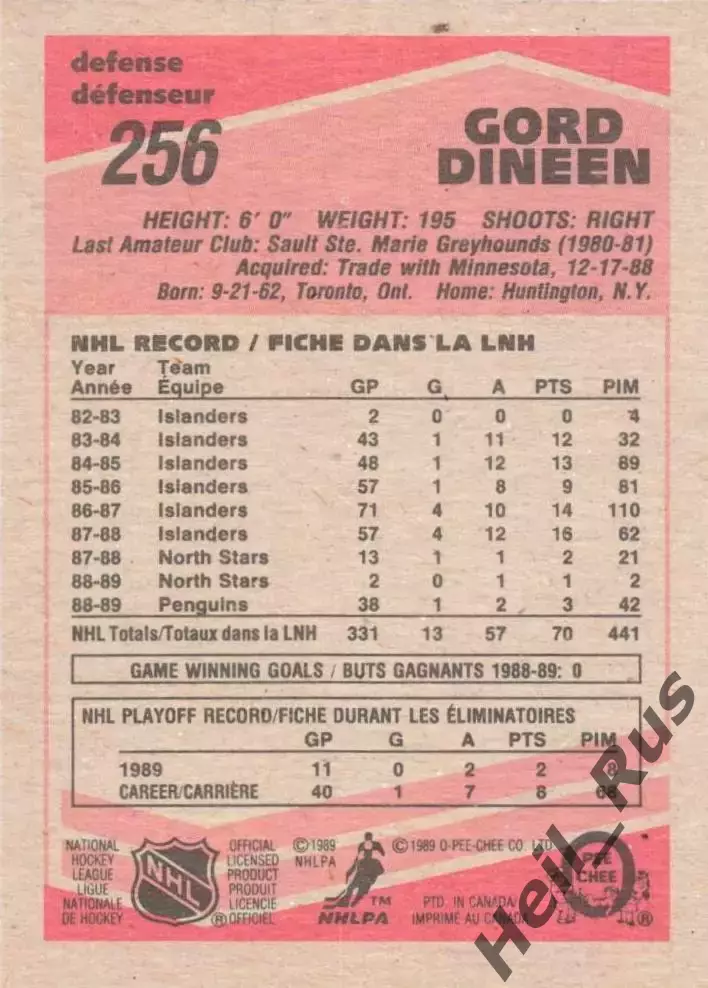 defense
défenseur
256
GORD
DINEEN
HEIGHT: 6' 0" WEIGHT: 195 SHOOTS: RIGHT
Last Amateur Club: Sault Ste. Marie Greyhounds (1980-81)
Acquired: Trade with Minnesota, 12-17-88
Born: 9-21-62, Toronto, Ont. Home: Huntington, N.Y.
NHL RECORD / FICHE DANS LA LNH
Year Team
Année Équipe GP G A PTS PIM
82-83 Islanders 2 0 0 0 4
83-84 Islanders 43 1 11 12 32
84-85 Islanders 48 1 12 13 89
85-86 Islanders 57 1 8 9 81
86-87 Islanders 71 4 10 14 110
87-88 Islanders 57 4 12 16 62
87-88 North Stars 13 1 1 2 21
88-89 North Stars 2 0 1 1 2
88-89 Penguins 38 1 2 3 42
NHL Totals/Totaux dans la LNH 331 13 57 70 441
GAME WINNING GOALS / BUTS GAGNANTS 1988-89: 0
NHL PLAYOFF RECORD/FICHE DURANT LES ÉLIMINATOIRES
GP G A PTS PIM
1989 11 0 2 2 8
CAREER/CARRIÈRE 40 1 7 8 68
NATIONAL HOCKEY LEAGUE
LIGUE NATIONALE DE HOCKEY
NHL
®
OFFICIAL LICENSED PRODUCT
PRODUIT LICENCIE OFFICIEL
©1989
NHLPA
TM
NHLPA
©1989 O-PEE-CHEE CO. LTD.
PTD. IN CANADA
IMPRIMÉ AU CANADA
O
PEE
CHEE
®
Heil_Rus